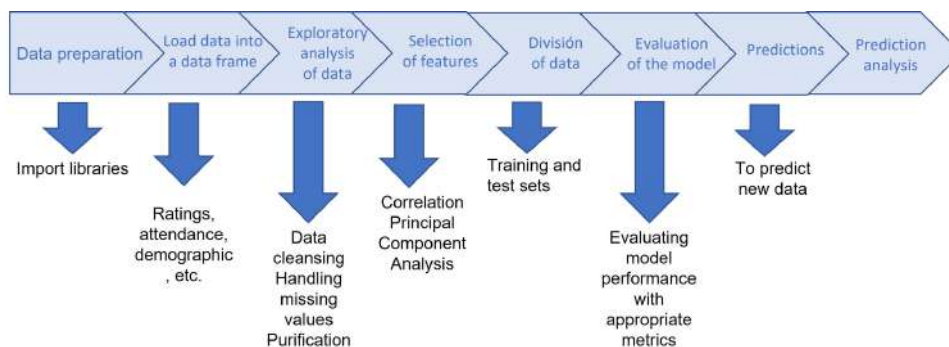 Data preparation
Load data into
a data frame
Exploratory
analysis
of data
Selection
of features
División
of data
Evaluation
of the model
Predictions
Prediction
analysis
Import libraries
Ratings,
attendance,
demographic
, etc.
Data
cleansing
Handling
missing
values
Purification
Correlation
Principal
Component
Analysis
Training and
test sets
Evaluating
model
performance
with
appropriate
metrics
To predict
new data